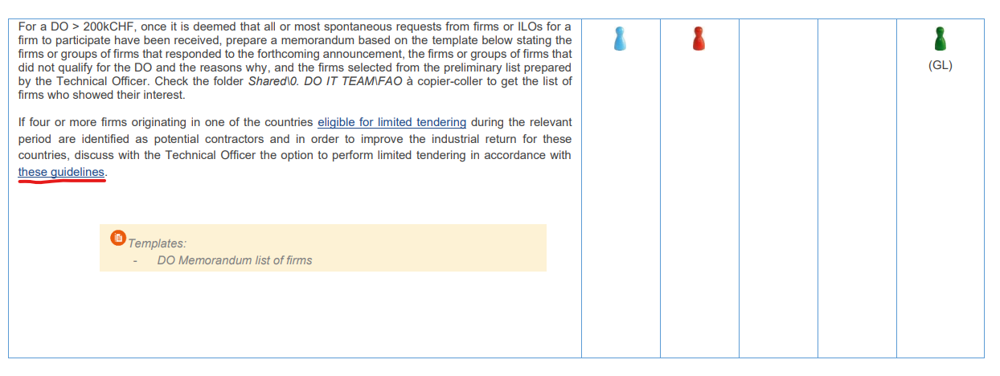 For a DO > 200kCHF, once it is deemed that all or most spontaneous requests from firms or ILOs for a
firm to participate have been received, prepare a memorandum based on the template below stating the
firms or groups of firms that responded to the forthcoming announcement, the firms or groups of firms that
did not qualify for the DO and the reasons why, and the firms selected from the preliminary list prepared
by the Technical Officer. Check the folder Shared\0. DO IT TEAM\FAO à copier-coller to get the list of
firms who showed their interest.
(GL)
If four or more firms originating in one of the countries eligible for limited tendering during the relevant
period are identified as potential contractors and in order to improve the industrial return for these
countries, discuss with the Technical Officer the option to perform limited tendering in accordance with
these guidelines.
Templates:
- DO Memorandum list of firms